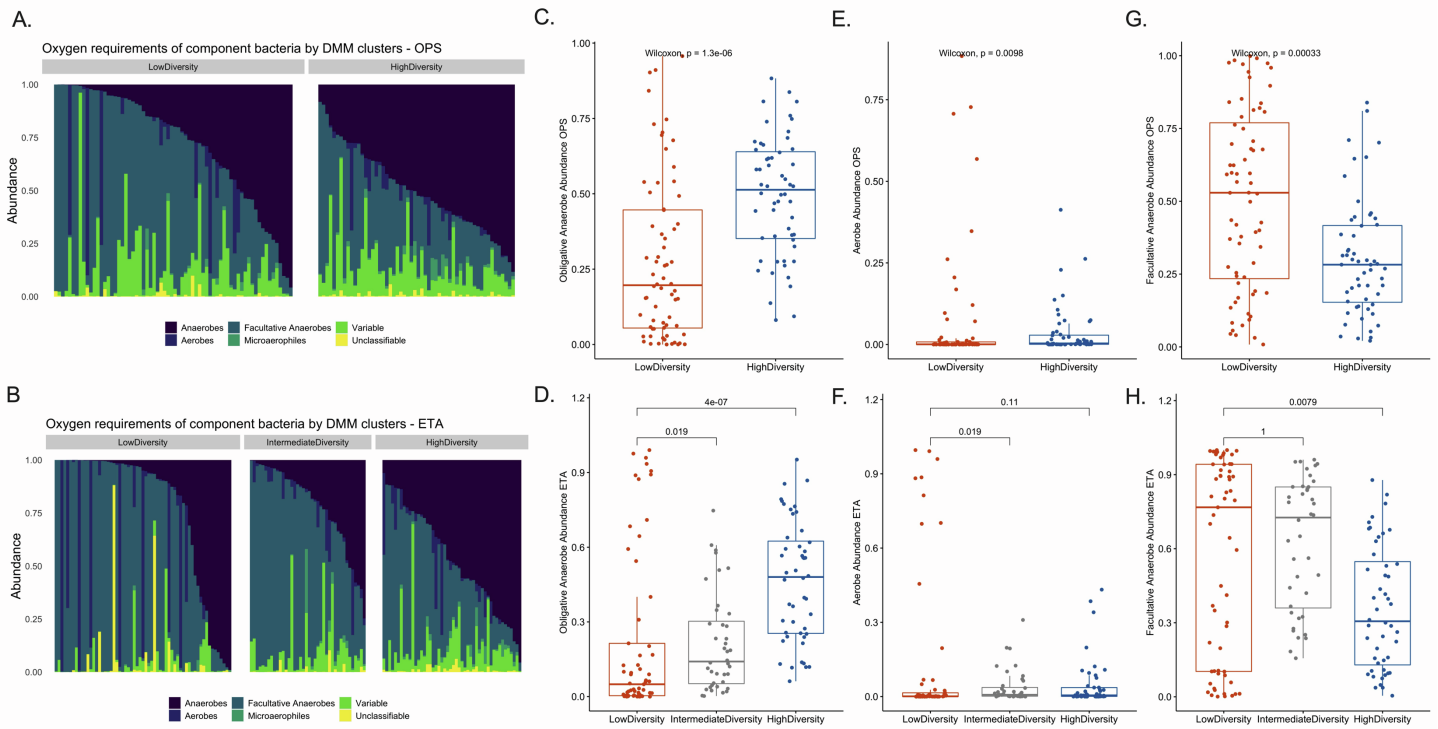 A.
Oxygen requirements of component bacteria by DMM clusters - OPS
LowDiversity
HighDiversity
Abundance
1.00
0.75
0.50
0.25
0.00
Anaerobes
Facultative Anaerobes
Variable
Aerobes
Microaerophiles
Unclassifiable
B
Oxygen requirements of component bacteria by DMM clusters - ETA
LowDiversity
IntermediateDiversity
HighDiversity
Abundance
1.00
0.75
0.50
0.25
0.00
Anaerobes
Facultative Anaerobes
Variable
Aerobes
Microaerophiles
Unclassifiable
C.
Obligative Anaerobe Abundance OPS
1.00
0.75
0.50
0.25
0.00
Wilcoxon, p = 1.3e-06
LowDiversity
HighDiversity
D.
Obligative Anaerobe Abundance ETA
1.2
0.9
0.6
0.3
0.0
4e-07
0.019
LowDiversity
IntermediateDiversity
HighDiversity
E.
Aerobe Abundance OPS
0.75
0.50
0.25
0.00
Wilcoxon, p = 0.0098
LowDiversity
HighDiversity
F.
Aerobe Abundance ETA
1.2
0.9
0.6
0.3
0.0
0.11
0.019
LowDiversity
IntermediateDiversity
HighDiversity
G.
Facultative Anaerobe Abundance OPS
1.00
0.75
0.50
0.25
0.00
Wilcoxon, p = 0.00033
LowDiversity
HighDiversity
H.
Facultative Anaerobe Abundance ETA
1.2
0.9
0.6
0.3
0.0
0.0079
1
LowDiversity
IntermediateDiversity
HighDiversity